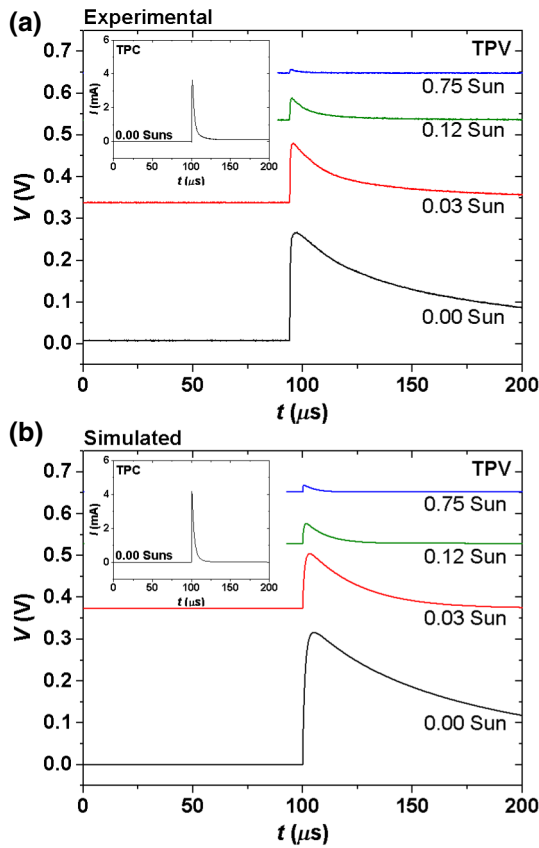 (a) Experimental
0.7
0.6
0.5
0.4
0.3
0.2
0.1
0.0
V (V)
0 50 100 150 200
t (μs)
TPV
0.75 Sun
0.12 Sun
0.03 Sun
0.00 Sun
TPC
6
4
2
0
I (mA)
0.00 Suns
0 50 100 150 200
t (μs)
(b) Simulated
0.7
0.6
0.5
0.4
0.3
0.2
0.1
0.0
V (V)
0 50 100 150 200
t (μs)
TPV
0.75 Sun
0.12 Sun
0.03 Sun
0.00 Sun
TPC
6
4
2
0
I (mA)
0.00 Suns
0 50 100 150 200
t (μs)